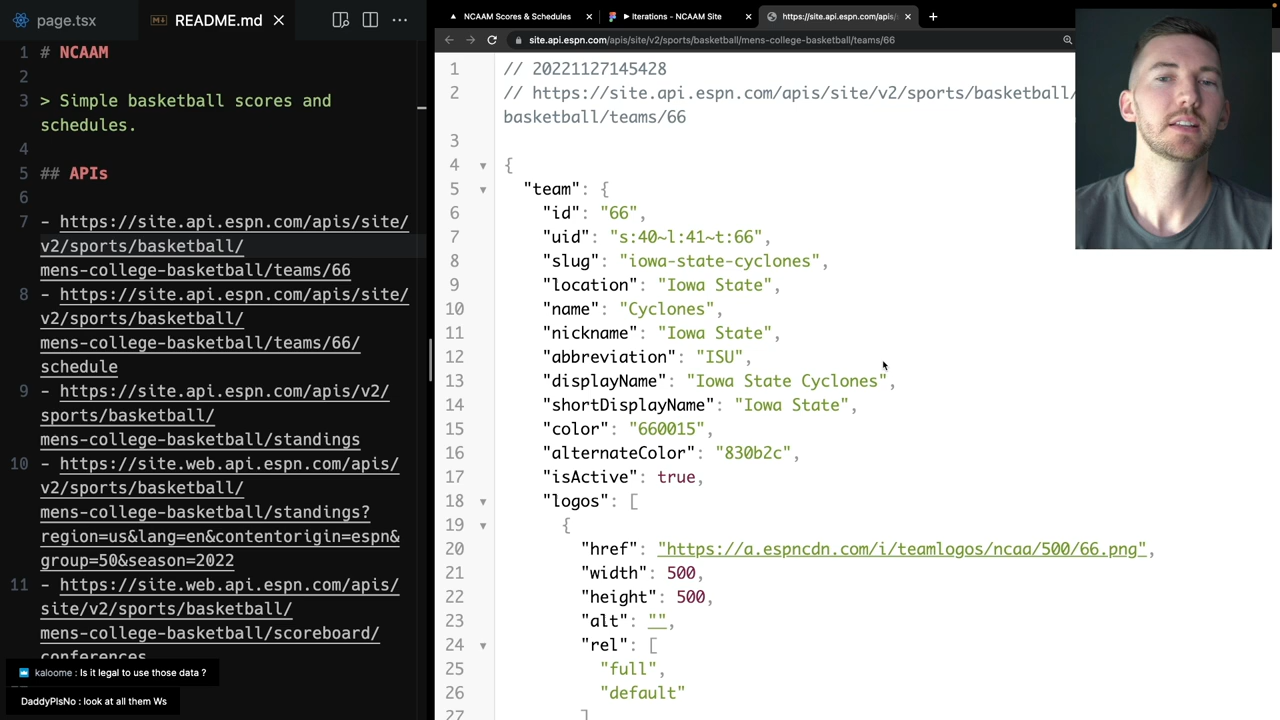 page.tsx
README.md
1 # NCAAM
2
3 > Simple basketball scores and
schedules.
4
5 ## APIs
6
7 - https://site.api.espn.com/apis/site/
v2/sports/basketball/
mens-college-basketball/teams/66
8 - https://site.api.espn.com/apis/site/
v2/sports/basketball/
mens-college-basketball/teams/66/
schedule
9 - https://site.api.espn.com/apis/v2/
sports/basketball/
mens-college-basketball/standings
10 - https://site.web.api.espn.com/apis/
v2/sports/basketball/
mens-college-basketball/standings?
region=us&lang=en&contentorigin=espn&
group=50&season=2022
11 - https://site.web.api.espn.com/apis/
site/v2/sports/basketball/
mens-college-basketball/scoreboard/
conferences
kaloome : Is it legal to use those data ?
DaddyPlsNo : look at all them Ws
NCAAM Scores & Schedules
Iterations - NCAAM Site
https://site.api.espn.com/apis/
site.api.espn.com/apis/site/v2/sports/basketball/mens-college-basketball/teams/66
1 // 20221127145428
2 // https://site.api.espn.com/apis/site/v2/sports/basketball/
basketball/teams/66
3
4 {
5 "team": {
6 "id": "66",
7 "uid": "s:40~l:41~t:66",
8 "slug": "iowa-state-cyclones",
9 "location": "Iowa State",
10 "name": "Cyclones",
11 "nickname": "Iowa State",
12 "abbreviation": "ISU",
13 "displayName": "Iowa State Cyclones",
14 "shortDisplayName": "Iowa State",
15 "color": "660015",
16 "alternateColor": "830b2c",
17 "isActive": true,
18 "logos": [
19 {
20 "href": "https://a.espncdn.com/i/teamlogos/ncaa/500/66.png",
21 "width": 500,
22 "height": 500,
23 "alt": "",
24 "rel": [
25 "full",
26 "default"
27 ]